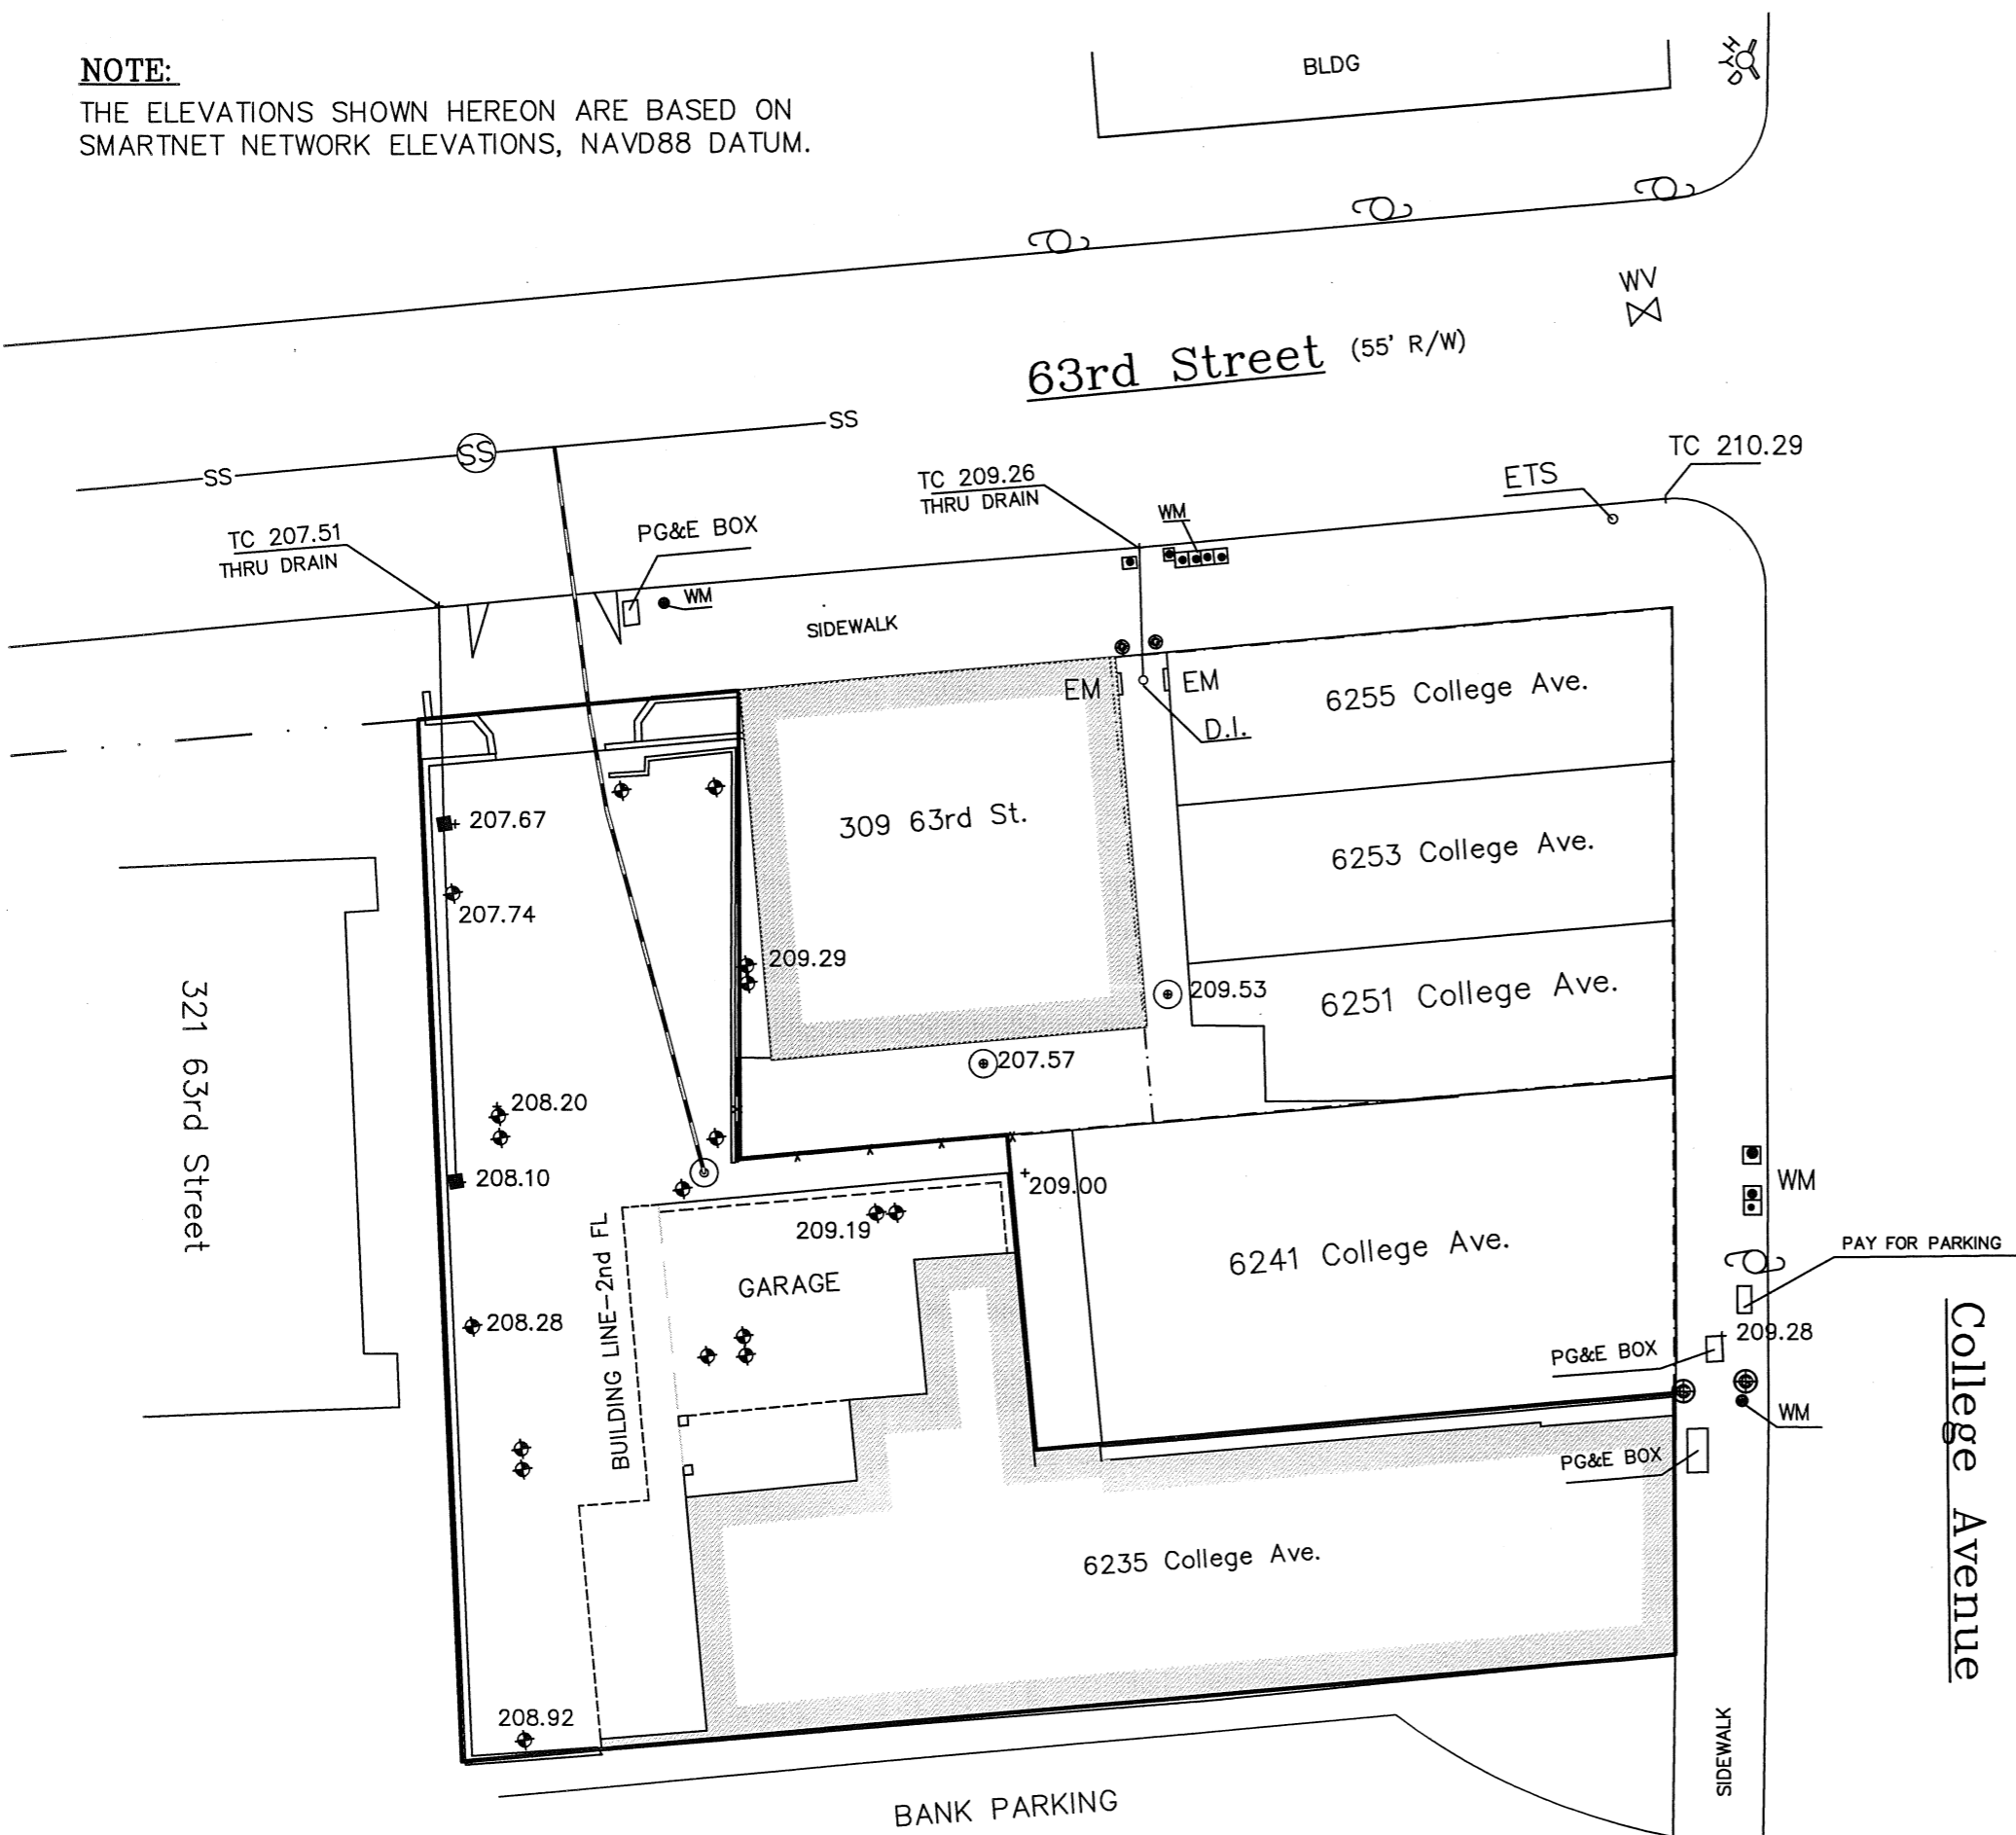 BLDG
HYD
NOTE:
THE ELEVATIONS SHOWN HEREON ARE BASED ON
SMARTNET NETWORK ELEVATIONS, NAVD88 DATUM.
WV
63rd Street (55' R/W)
SS
SS
SS
TC 210.29
ETS
TC 209.26
THRU DRAIN
WM
TC 207.51
THRU DRAIN
PG&E BOX
WM
SIDEWALK
EM
EM
D.I.
6255 College Ave.
309 63rd St.
207.67
6253 College Ave.
207.74
209.29
209.53
6251 College Ave.
321 63rd Street
207.57
208.20
208.10
209.00
WM
209.19
6241 College Ave.
PAY FOR PARKING
GARAGE
BUILDING LINE-2nd FL
208.28
209.28
PG&E BOX
College Avenue
WM
PG&E BOX
6235 College Ave.
208.92
SIDEWALK
BANK PARKING